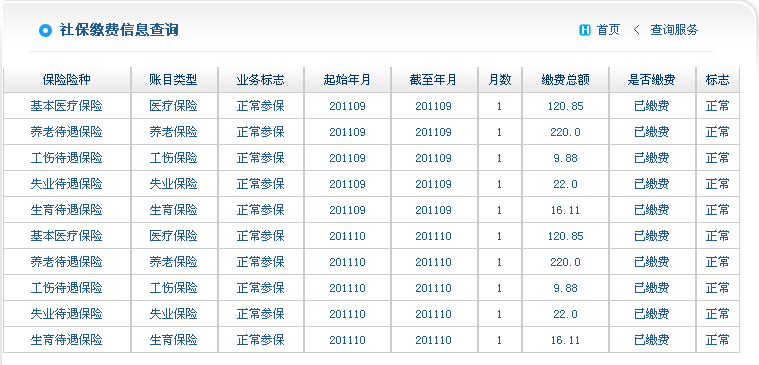 社保缴费信息查询 首页 < 查询服务
保险险种 账目类型 业务标志 起始年月 截至年月 月数 缴费总额 是否缴费 标志
基本医疗保险 医疗保险 正常参保 201109 201109 1 120.85 已缴费 正常
养老待遇保险 养老保险 正常参保 201109 201109 1 220.0 已缴费 正常
工伤待遇保险 工伤保险 正常参保 201109 201109 1 9.88 已缴费 正常
失业待遇保险 失业保险 正常参保 201109 201109 1 22.0 已缴费 正常
生育待遇保险 生育保险 正常参保 201109 201109 1 16.11 已缴费 正常
基本医疗保险 医疗保险 正常参保 201110 201110 1 120.85 已缴费 正常
养老待遇保险 养老保险 正常参保 201110 201110 1 220.0 已缴费 正常
工伤待遇保险 工伤保险 正常参保 201110 201110 1 9.88 已缴费 正常
失业待遇保险 失业保险 正常参保 201110 201110 1 22.0 已缴费 正常
生育待遇保险 生育保险 正常参保 201110 201110 1 16.11 已缴费 正常